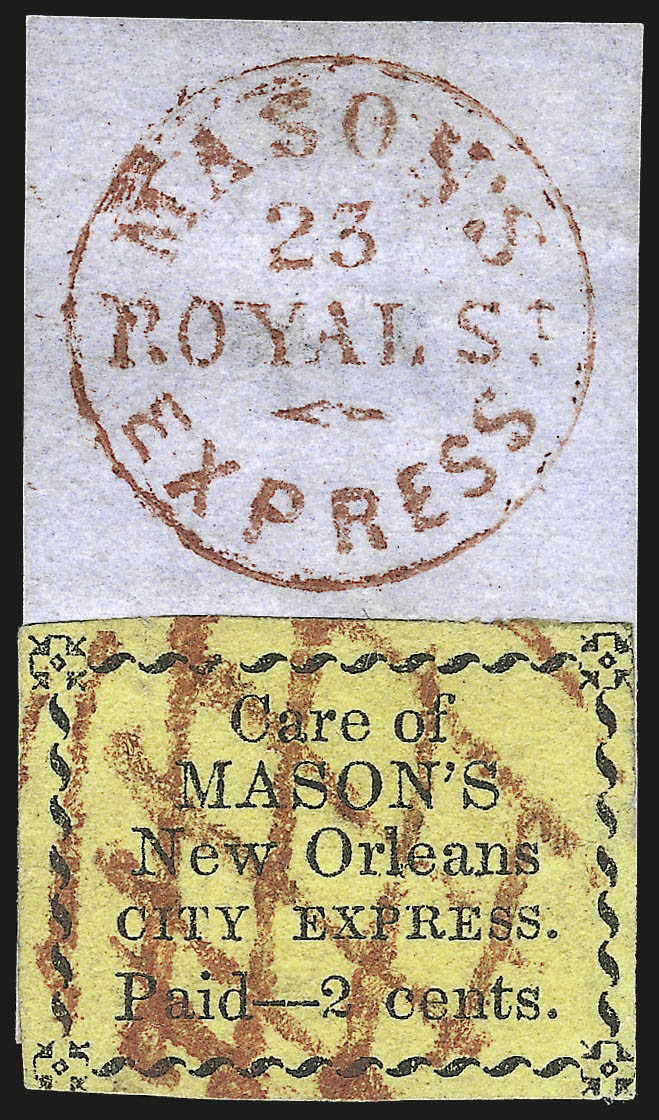 MASON'S
23
ROYAL St
EXPRESS
Care of
MASON'S
New Orleans
CITY EXPRESS.
Paid—2 cents.